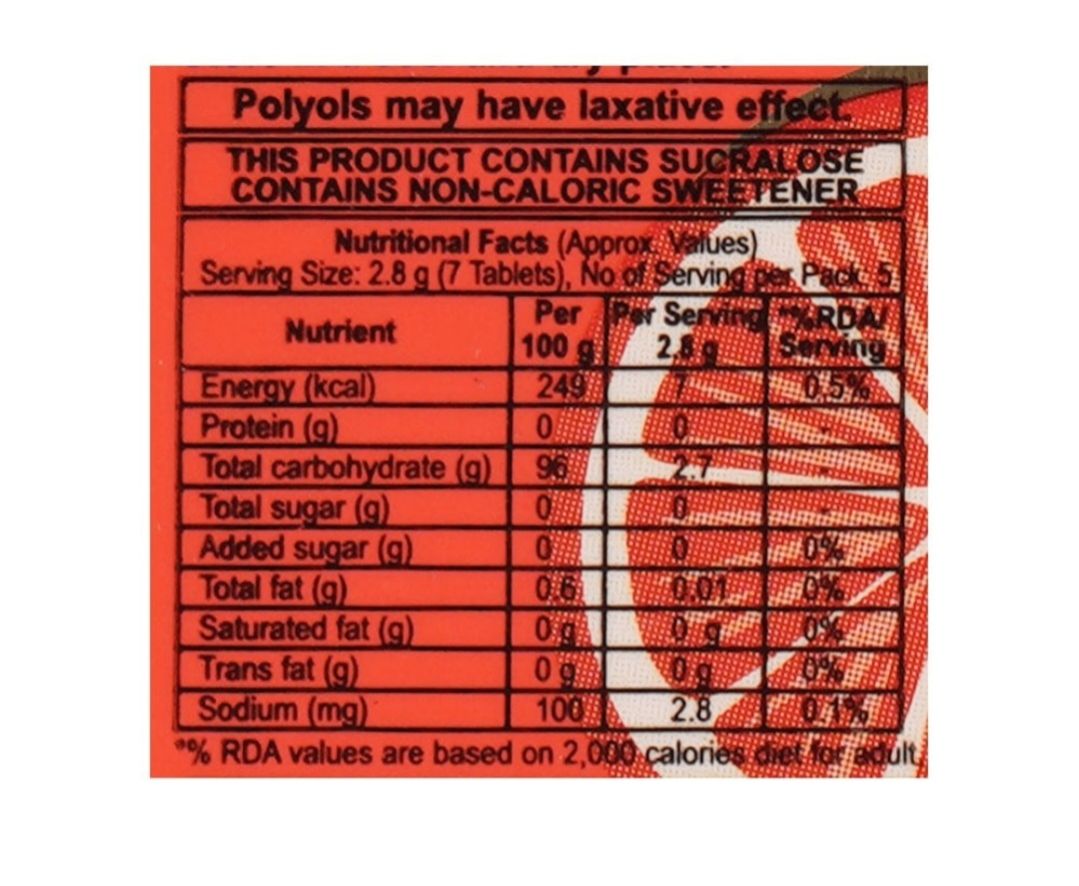 Polyols may have laxative effect.
THIS PRODUCT CONTAINS SUCRALOSE
CONTAINS NON-CALORIC SWEETENER
Nutritional Facts (Approx. Values)
Serving Size: 2.8 g (7 Tablets), No of Serving per Pack. 5
Nutrient Per 100 g Per Serving 2.8 g *%RDA/ Serving
Energy (kcal) 249 7 0.5%
Protein (g) 0 0 -
Total carbohydrate (g) 96 2.7 -
Total sugar (g) 0 0 -
Added sugar (g) 0 0 0%
Total fat (g) 0.6 0.01 0%
Saturated fat (g) 0 g 0 g 0%
Trans fat (g) 0 g 0 g 0%
Sodium (mg) 100 2.8 0.1%
*% RDA values are based on 2,000 calories diet for adult